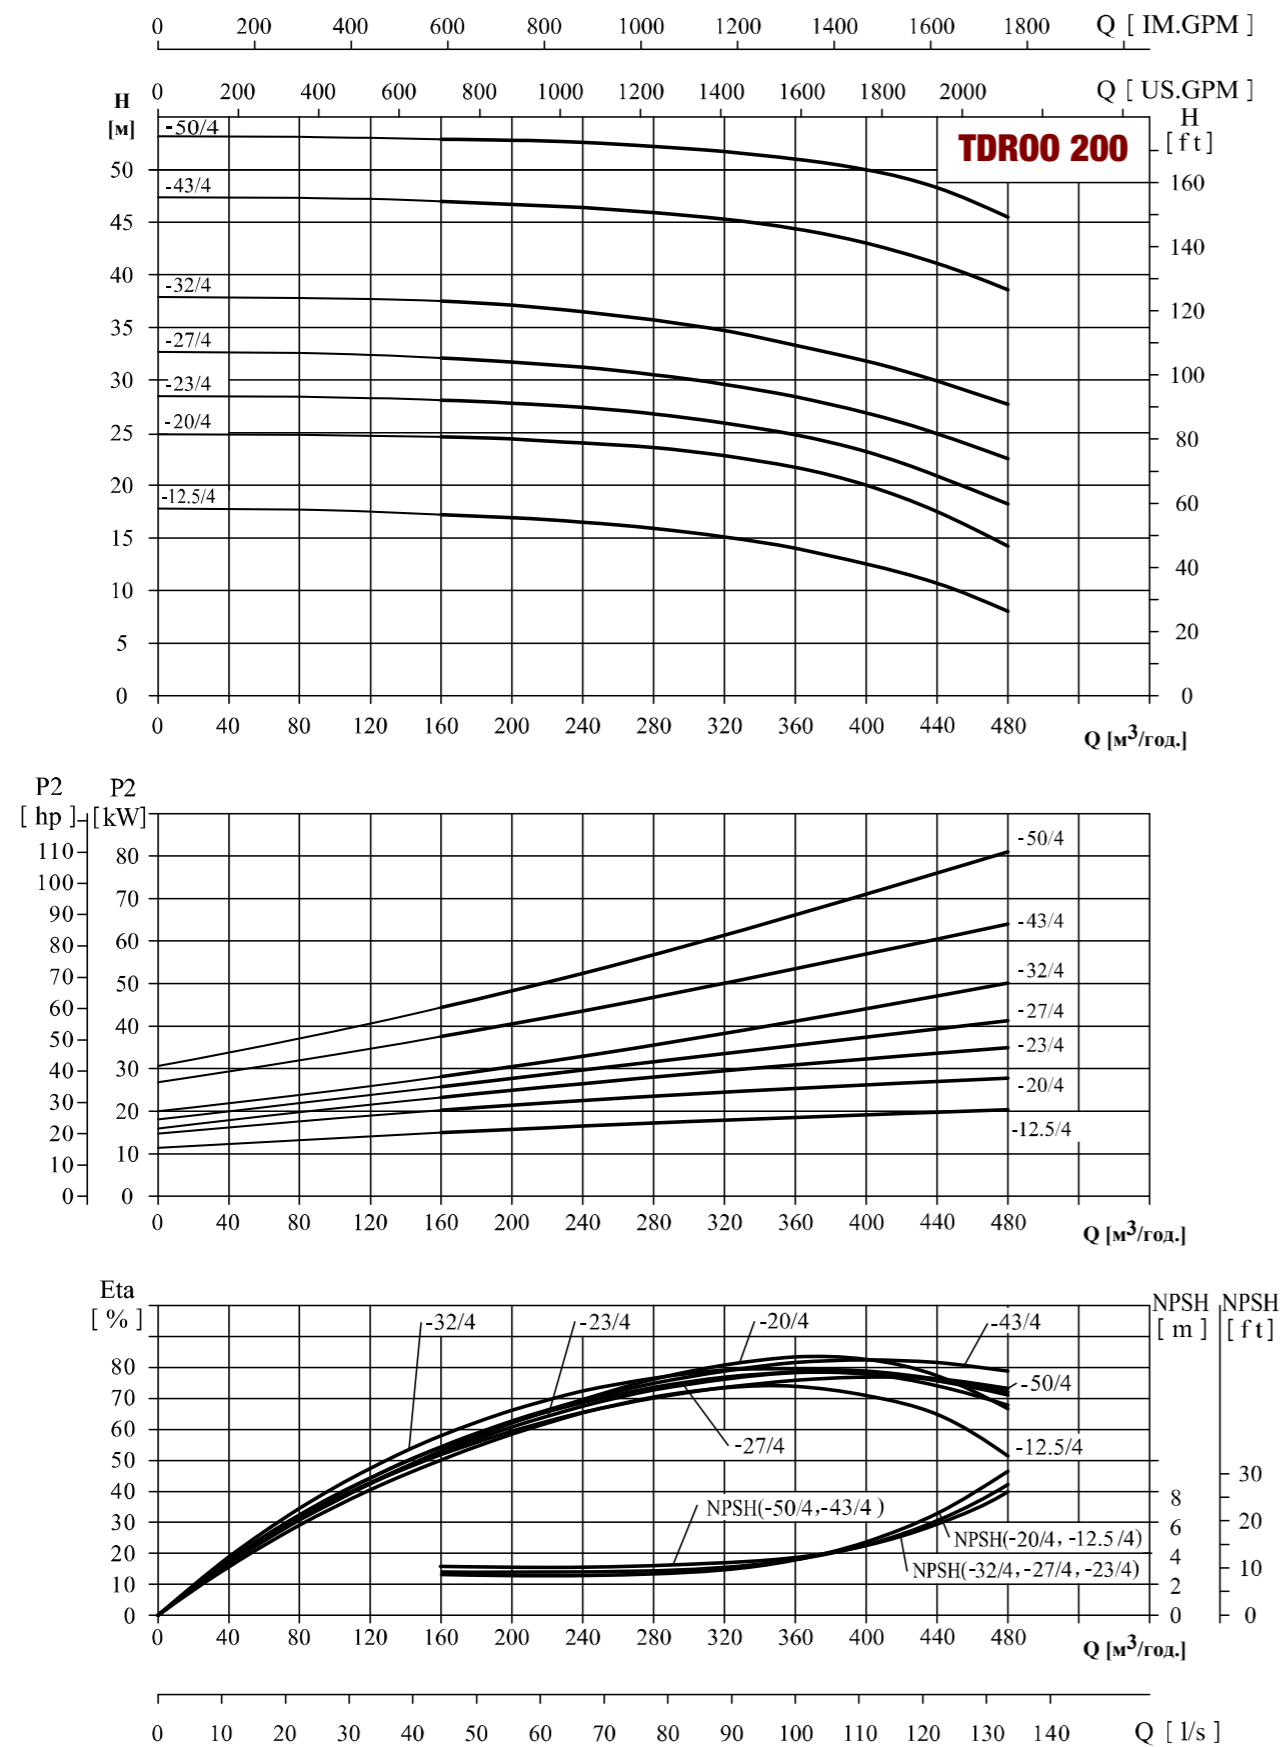 0 200 400 600 800 1000 1200 1400 1600 1800 Q [ IM.GPM ]
0 200 400 600 800 1000 1200 1400 1600 1800 2000 Q [ US.GPM ]
H
[м]
H
[ft]
TDROO 200
-50/4
-43/4
-32/4
-27/4
-23/4
-20/4
-12.5/4
50
45
40
35
30
25
20
15
10
5
0
160
140
120
100
80
60
40
20
0
0 40 80 120 160 200 240 280 320 360 400 440 480
Q [м³/год.]
P2
[ hp ]
P2
[kW]
110
100
90
80
70
60
50
40
30
20
10
0
80
70
60
50
40
30
20
10
0
-50/4
-43/4
-32/4
-27/4
-23/4
-20/4
-12.5/4
0 40 80 120 160 200 240 280 320 360 400 440 480
Q [м³/год.]
Eta
[ % ]
NPSH
[ m ]
NPSH
[ft]
-32/4 -23/4 -20/4 -43/4
-50/4
-27/4
-12.5/4
NPSH(-50/4,-43/4 )
NPSH(-20/4, -12.5/4)
NPSH(-32/4,-27/4,-23/4)
80
70
60
50
40
30
20
10
0
8
6
4
2
0
30
20
10
0
0 40 80 120 160 200 240 280 320 360 400 440 480
Q [м³/год.]
0 10 20 30 40 50 60 70 80 90 100 110 120 130 140 Q [ l/s ]